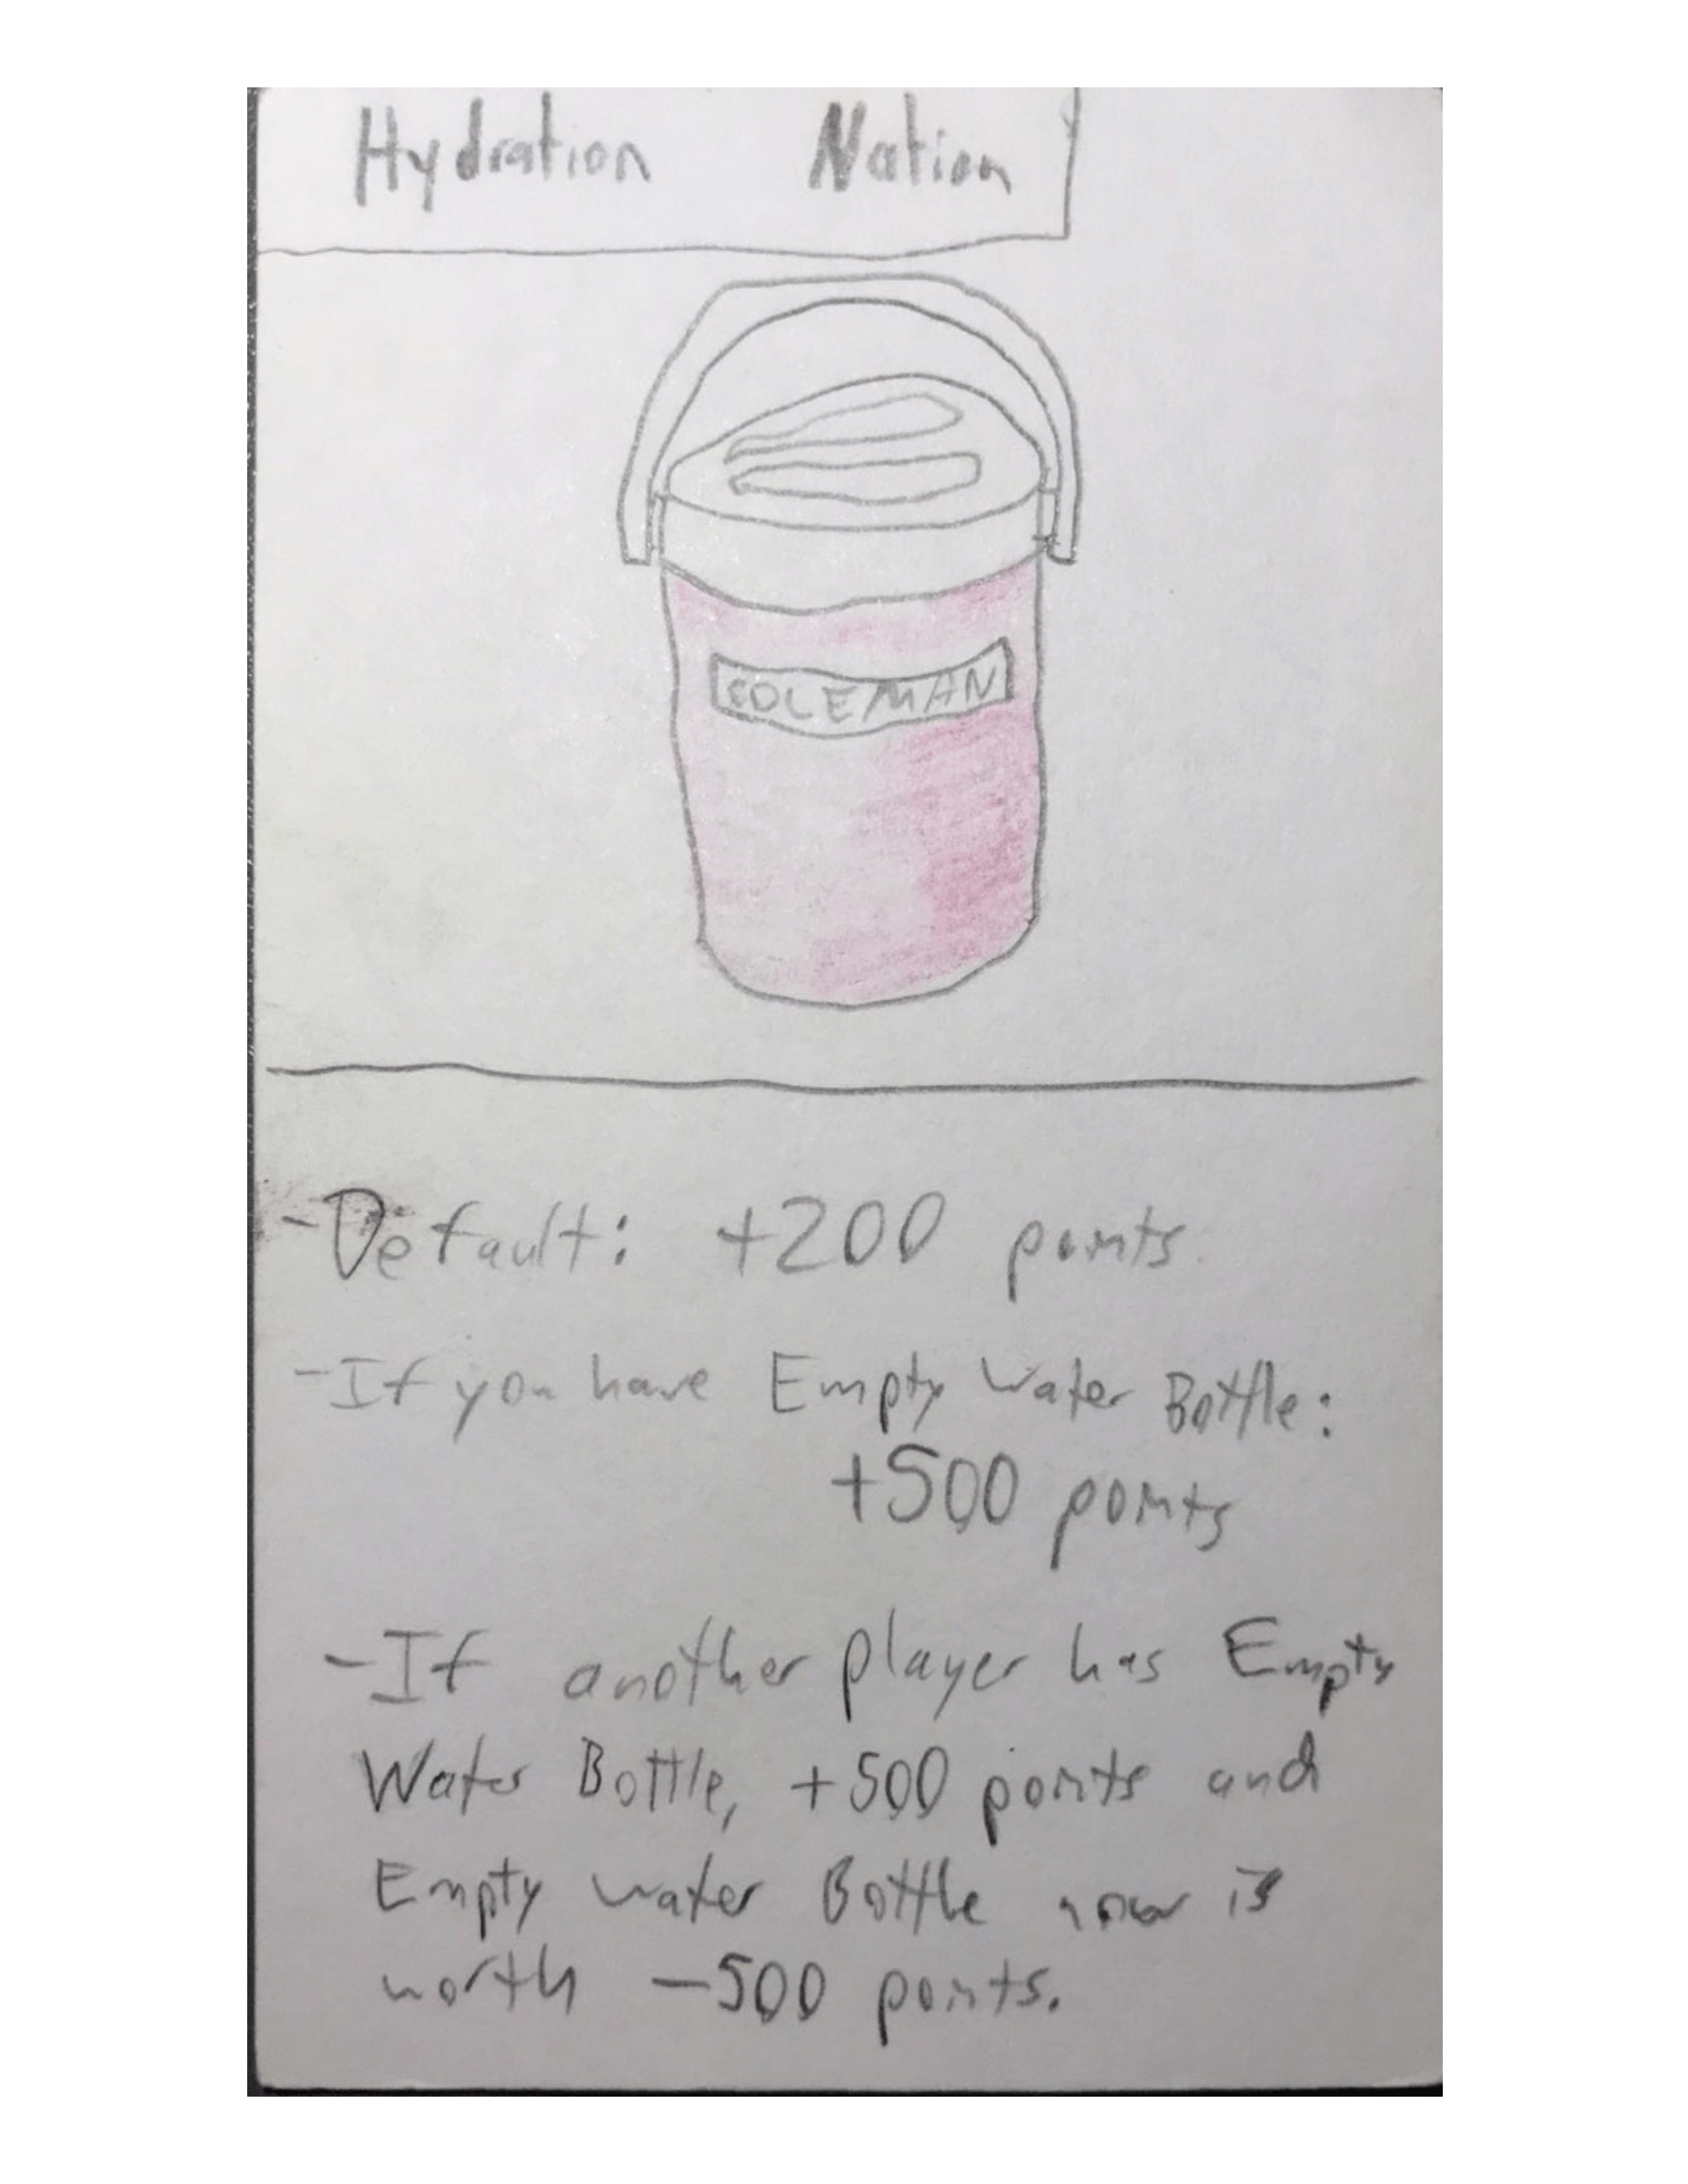 Hydration Nation
COLEMAN
-Default: +200 points
-If you have Empty Water Bottle:
+500 points
-If another player has Empty
Water Bottle, +500 points and
Empty water Bottle now is
worth -500 points.